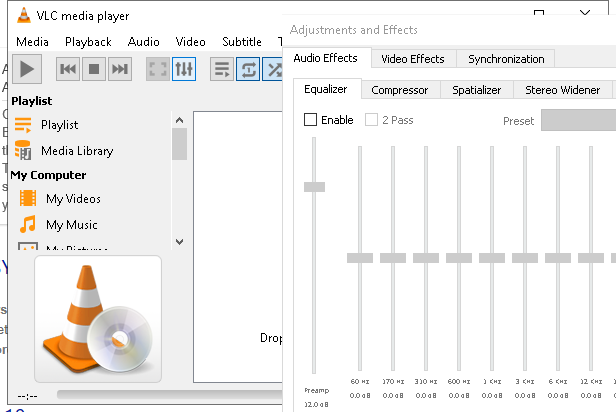 VLC media player
Media Playback Audio Video Subtitle T
Playlist
Playlist
Media Library
My Computer
My Videos
My Music
My Pictures
Drop
--:--
Adjustments and Effects
Audio Effects Video Effects Synchronization
Equalizer Compressor Spatializer Stereo Widener
Enable 2 Pass Preset
60 Hz 170 Hz 310 Hz 600 Hz 1 KHz 3 KHz 6 KHz 12 KHz
Preamp 0.0 dB 0.0 dB 0.0 dB 0.0 dB 0.0 dB 0.0 dB 0.0 dB 0.0 dB
12.0 dB